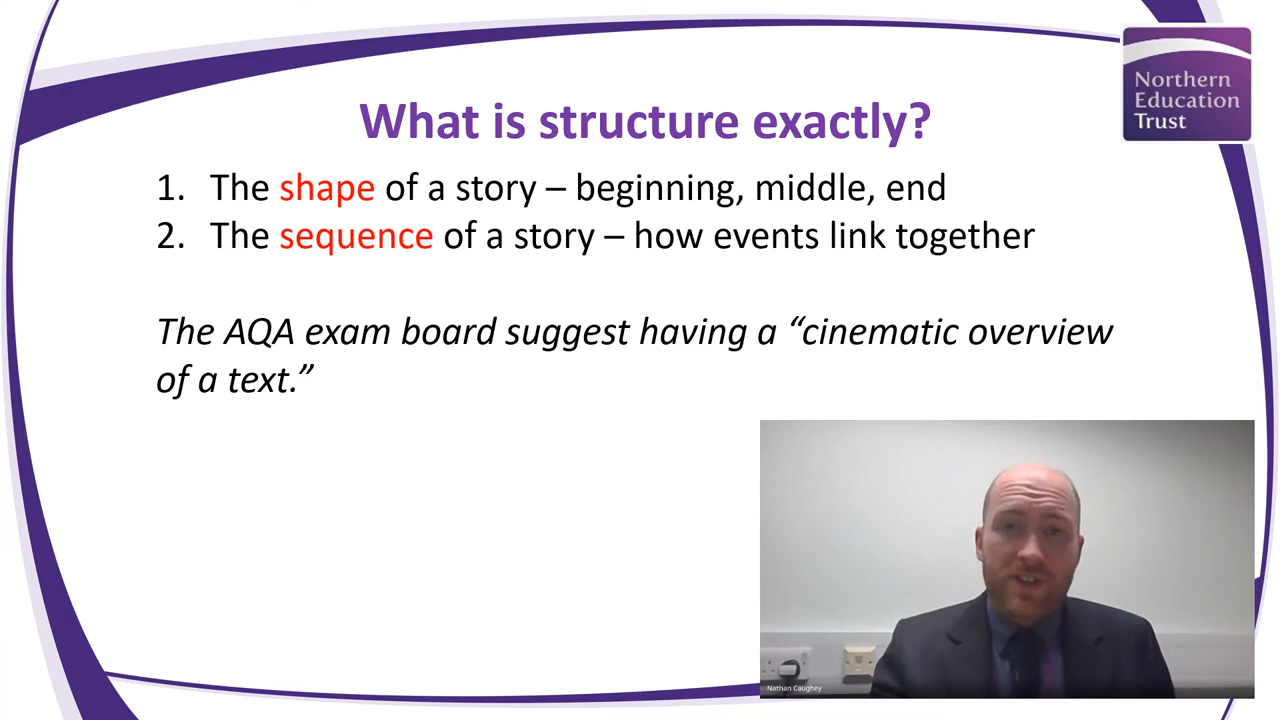 Northern
Education
Trust
What is structure exactly?
1. The shape of a story – beginning, middle, end
2. The sequence of a story – how events link together
The AQA exam board suggest having a “cinematic overview
of a text.”
Nathan Caughey